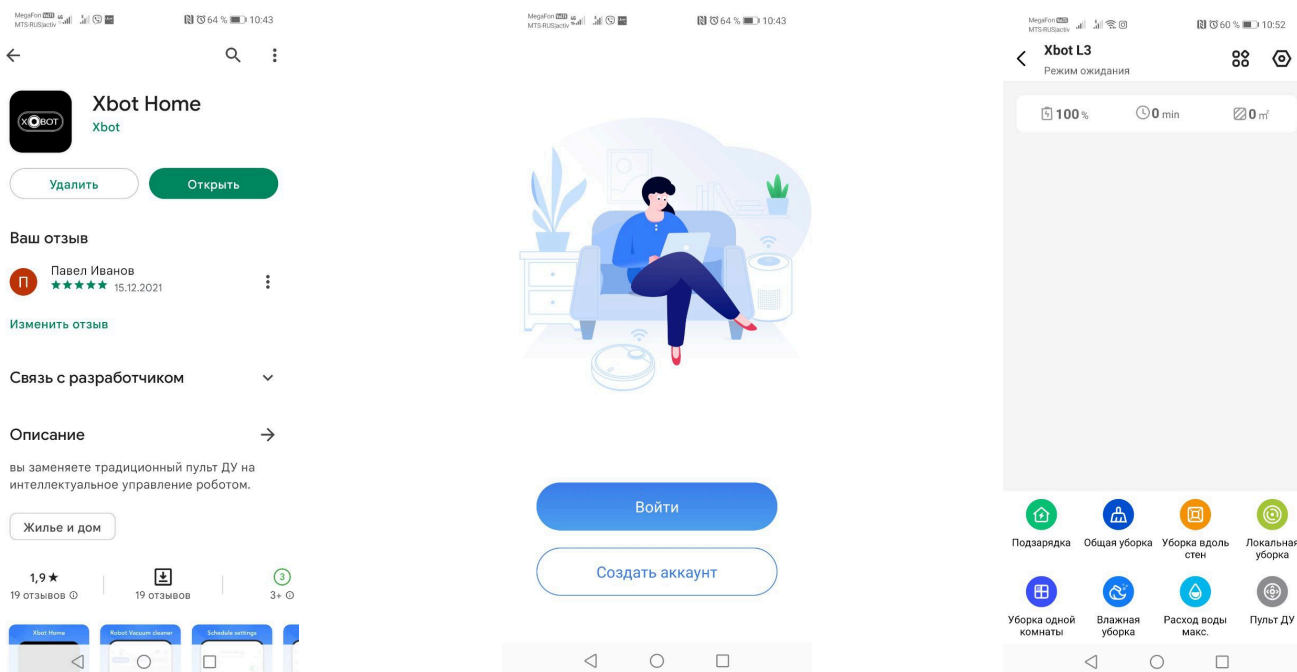 MegaFon VoLTE
MTS-RUS|activ
64 % 10:43
XBOT
Xbot Home
Xbot
Удалить
Открыть
Ваш отзыв
П
Павел Иванов
★★★★★ 15.12.2021
Изменить отзыв
Связь с разработчиком
Описание
вы заменяете традиционный пульт ДУ на
интеллектуальное управление роботом.
Жилье и дом
1,9★
19 отзывов
19 отзывов
3
3+
Xbot Home
Robot Vacuum cleaner
Schedule settings
MegaFon VoLTE
MTS-RUS|activ
64 % 10:43
Войти
Создать аккаунт
MegaFon VoLTE
MTS-RUS|activ
60 % 10:52
Xbot L3
Режим ожидания
100 %
0 min
0 ㎡
Подзарядка
Общая уборка
Уборка вдоль
стен
Локальная
уборка
Уборка одной
комнаты
Влажная
уборка
Расход воды
макс.
Пульт ДУ